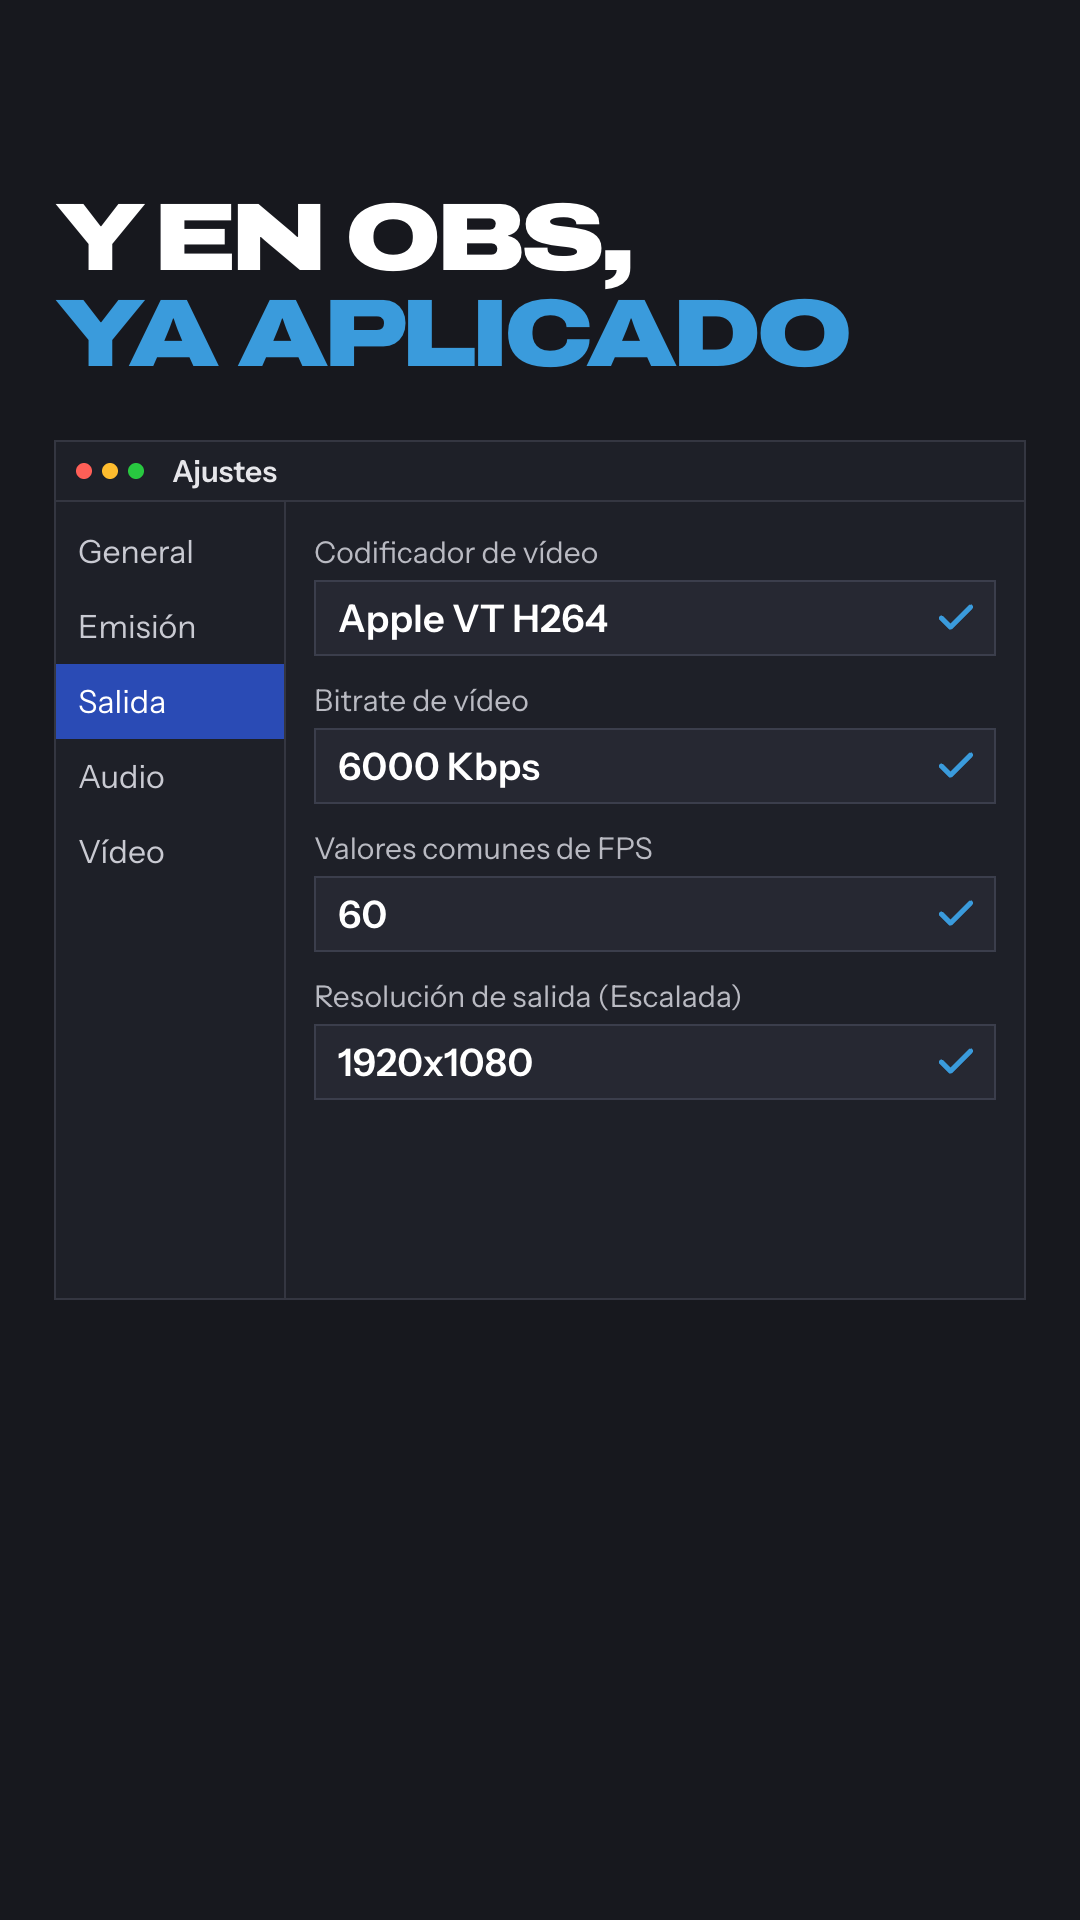 Y EN OBS,
YA APLICADO
Ajustes
General
Emisión
Salida
Audio
Vídeo
Codificador de vídeo
Apple VT H264
Bitrate de vídeo
6000 Kbps
Valores comunes de FPS
60
Resolución de salida (Escalada)
1920x1080